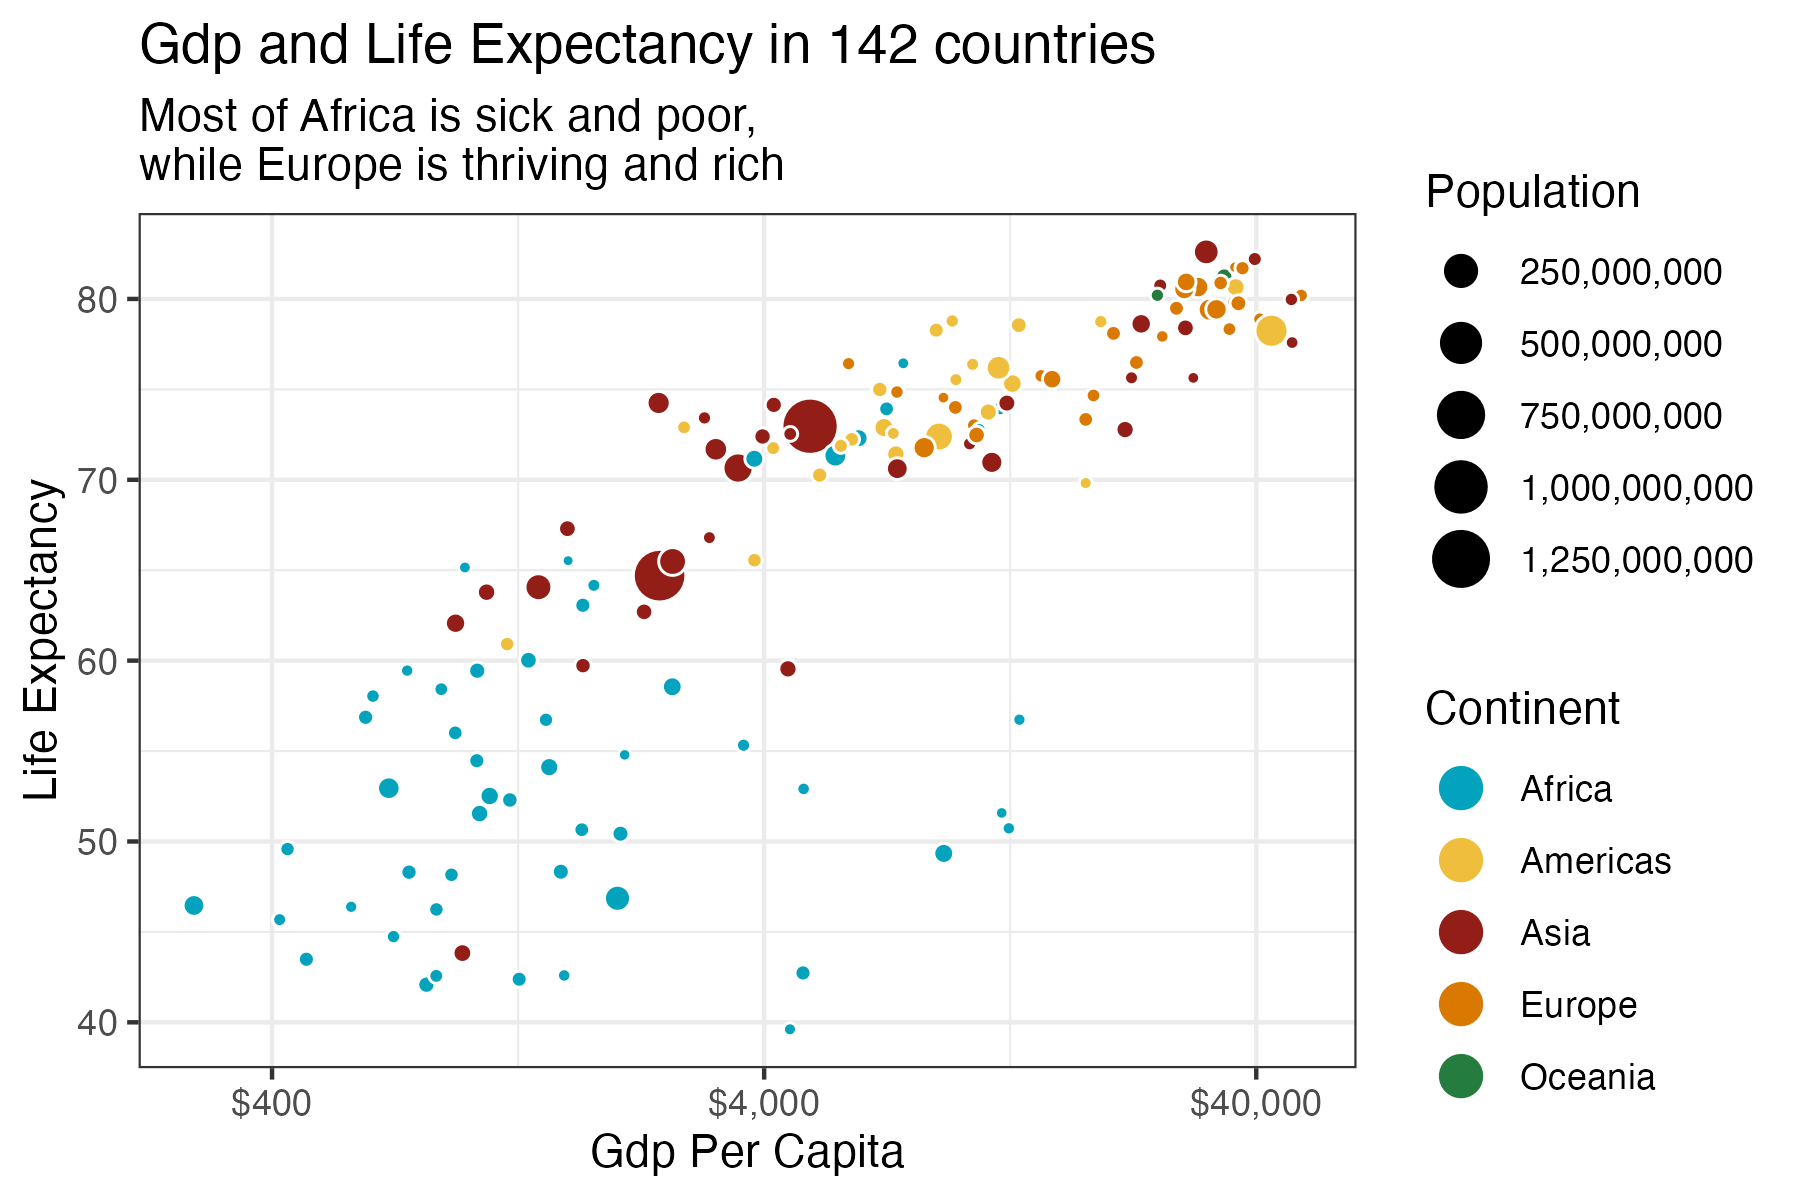 Gdp and Life Expectancy in 142 countries
Most of Africa is sick and poor,
while Europe is thriving and rich
Life Expectancy
80
70
60
50
40
$400
$4,000
$40,000
Gdp Per Capita
Population
250,000,000
500,000,000
750,000,000
1,000,000,000
1,250,000,000
Continent
Africa
Americas
Asia
Europe
Oceania